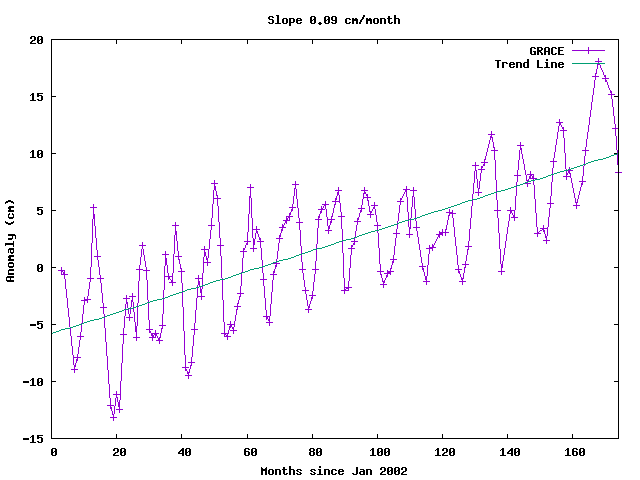 Slope 0.09 cm/month
GRACE
Trend Line
20
15
10
5
0
-5
-10
-15
Anomaly (cm)
0 20 40 60 80 100 120 140 160
Months since Jan 2002